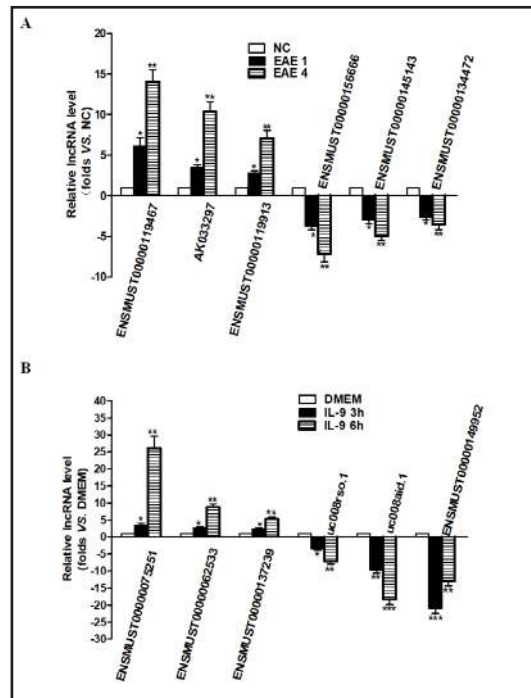 A
NC
EAE 1
EAE 4
Relative lncRNA level
(folds VS. NC)
20
15
10
5
0
-5
-10
**
*
**
*
**
*
*
**
*
**
*
**
ENSMUST00000119467
AK033297
ENSMUST00000119913
ENSMUST00000156666
ENSMUST00000145143
ENSMUST00000134472
B
DMEM
IL-9 3h
IL-9 6h
Relative lncRNA level
(folds VS. DMEM)
40
35
30
25
20
15
10
5
0
-5
-10
-15
-20
-25
-30
*
**
*
**
*
**
*
**
**
***
***
**
ENSMUST00000075251
ENSMUST00000062533
ENSMUST00000137239
uc008rso.1
uc008aid.1
ENSMUST00000149952